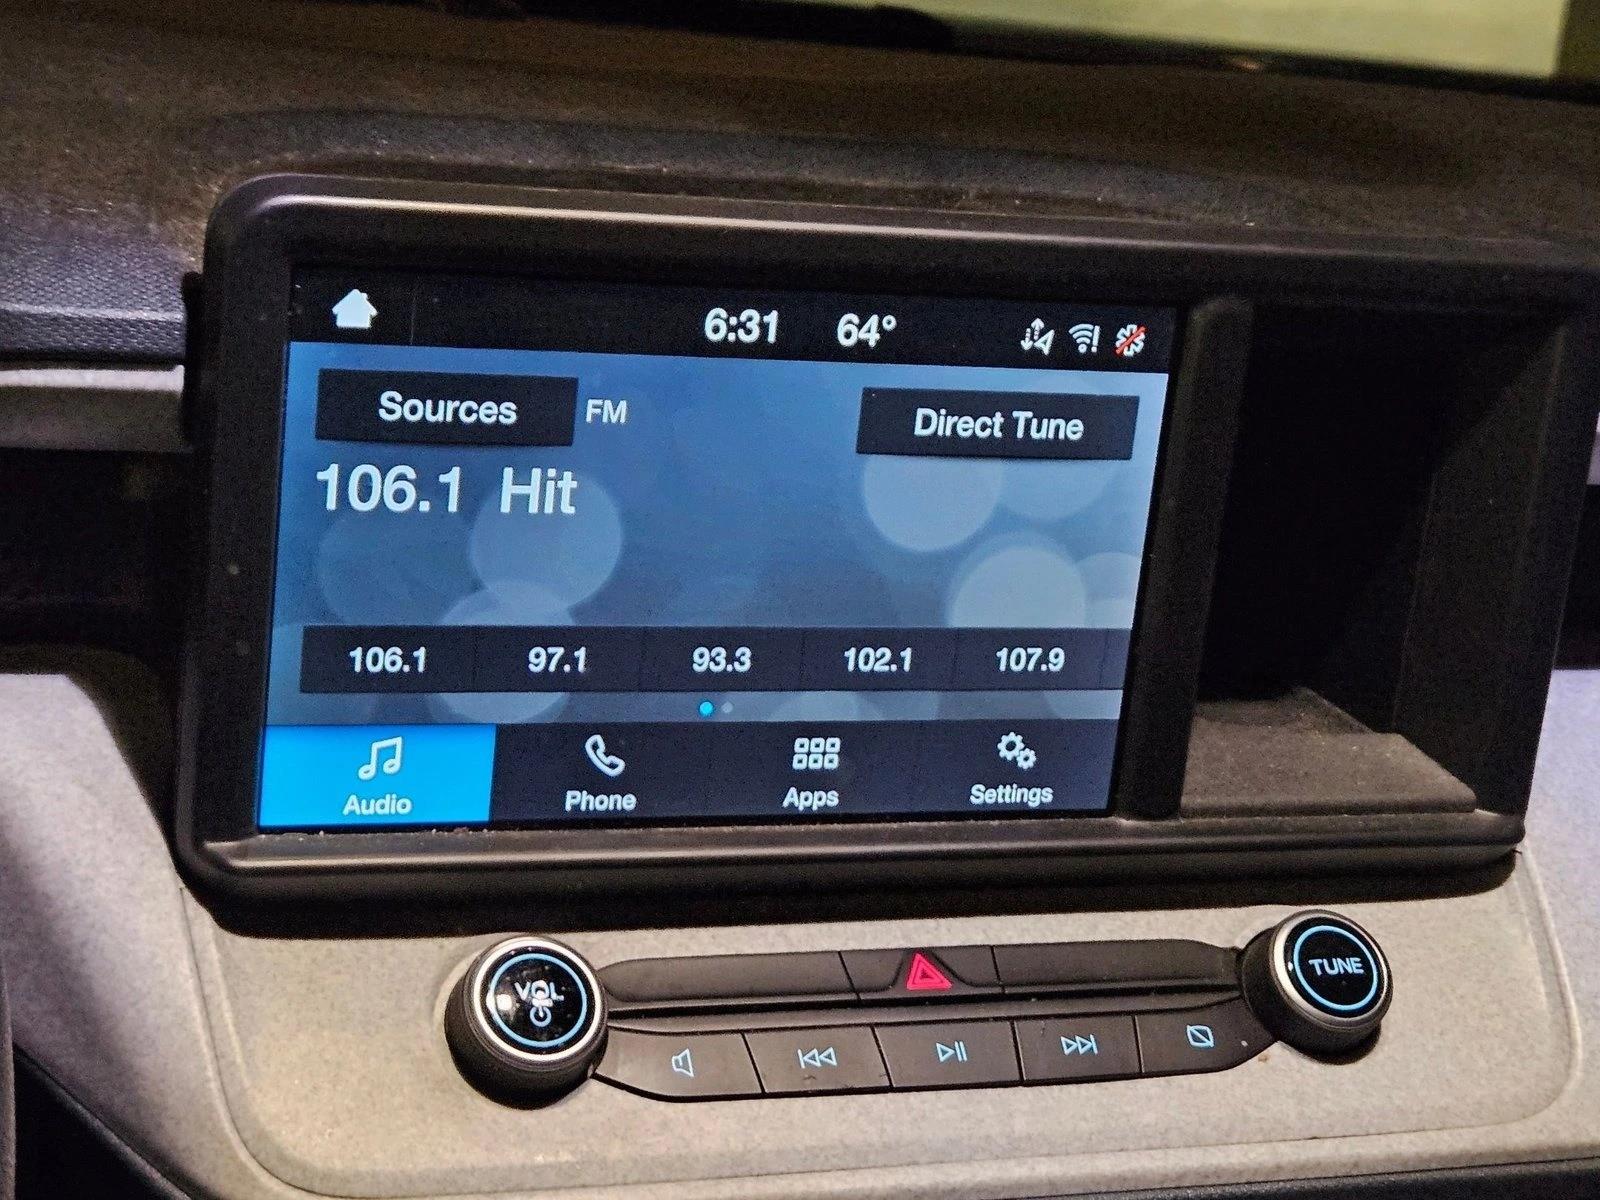 6:31 64°
Sources FM Direct Tune
106.1 Hit
106.1 97.1 93.3 102.1 107.9
Audio Phone Apps Settings
VOL
TUNE